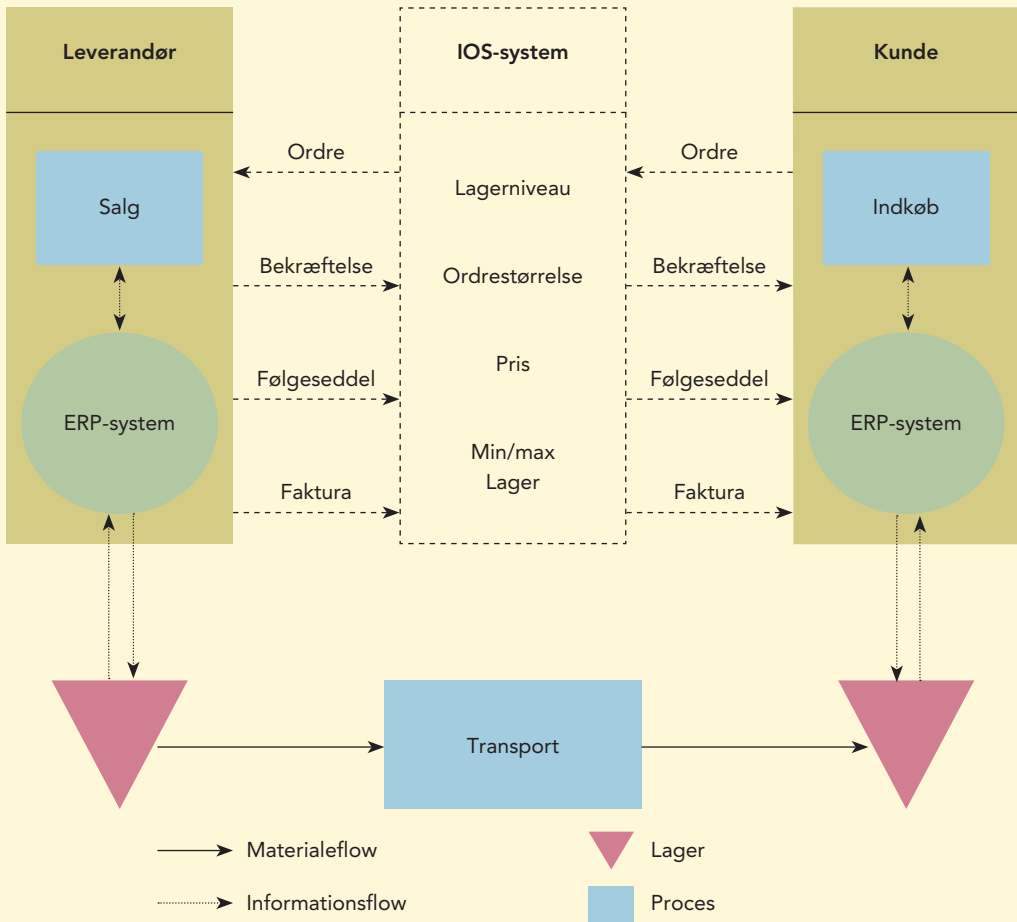 Leverandør
IOS-system
Kunde
Ordre
Ordre
Lagerniveau
Salg
Indkøb
Bekræftelse
Ordrestørrelse
Bekræftelse
Pris
Følgeseddel
Følgeseddel
ERP-system
ERP-system
Min/max
Lager
Faktura
Faktura
Transport
Materialeflow
Lager
Informationsflow
Proces